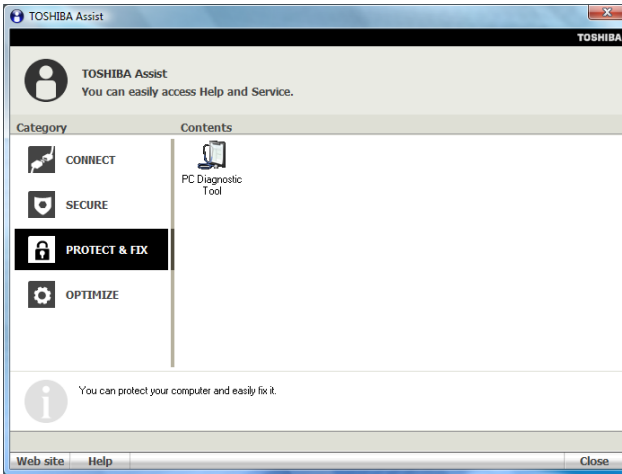 TOSHIBA Assist
TOSHIBA
TOSHIBA Assist
You can easily access Help and Service.
Category
Contents
CONNECT
SECURE
PROTECT & FIX
OPTIMIZE
PC Diagnostic
Tool
You can protect your computer and easily fix it.
Web site
Help
Close